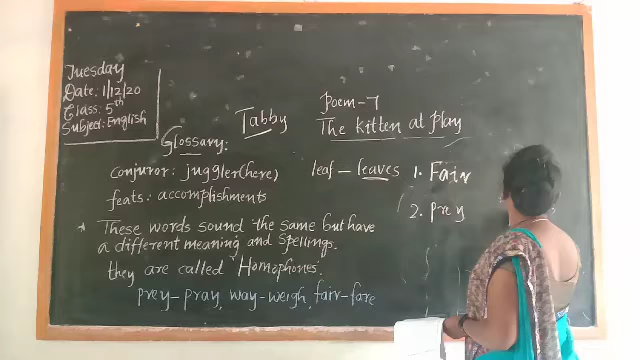 Tuesday
Date: 1/12/20
Class: 5th
Subject: English
Poem-7
Tabby
The kitten at Play
Glossary:
conjuror: juggler(here)
feats: accomplishments
leaf - leaves
1. Fair
2. Prey
* These words sound the same but have
a different meaning and spellings.
they are called Homophones.
prey - pray, way - weigh, fair - fare